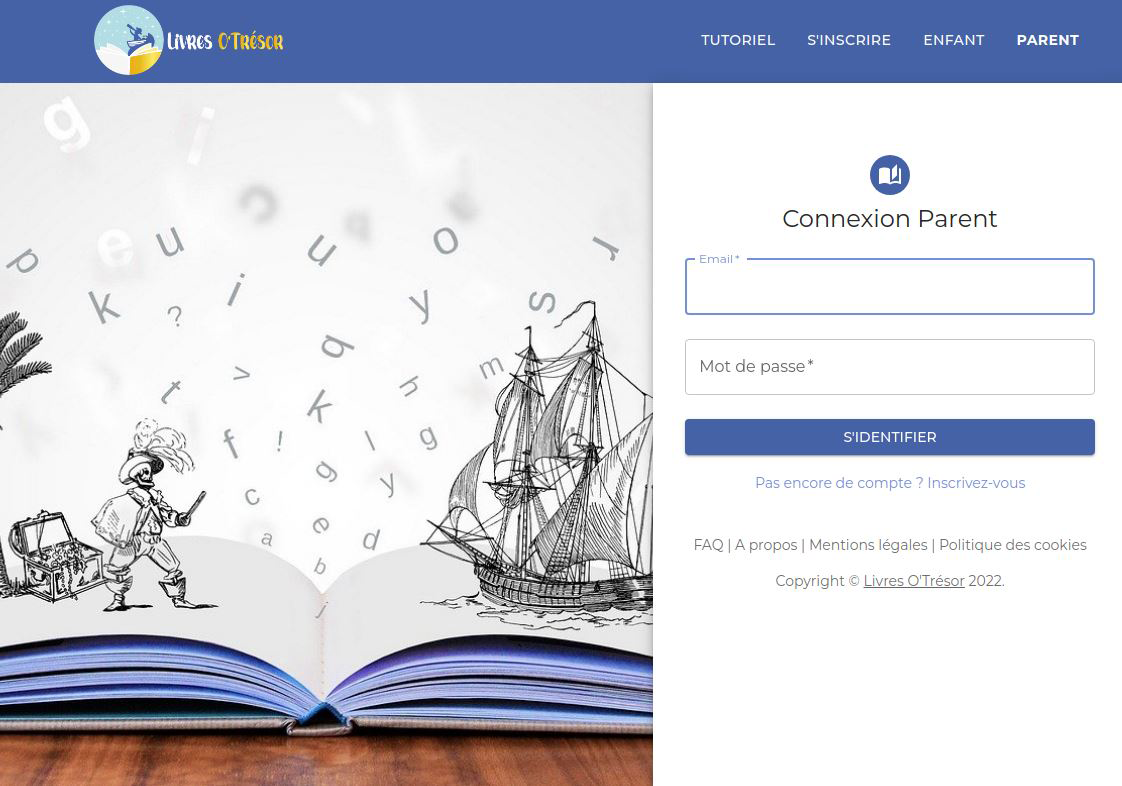 Livres O'Trésor
TUTORIEL S'INSCRIRE ENFANT PARENT
g i
c a
e u u o r
p
k i y s
?
q
t v h m
k
f ! l g
g
c y
e
a d
b
j
Connexion Parent
Email *
Mot de passe *
S'IDENTIFIER
Pas encore de compte ? Inscrivez-vous
FAQ | A propos | Mentions légales | Politique des cookies
Copyright © Livres O'Trésor 2022.